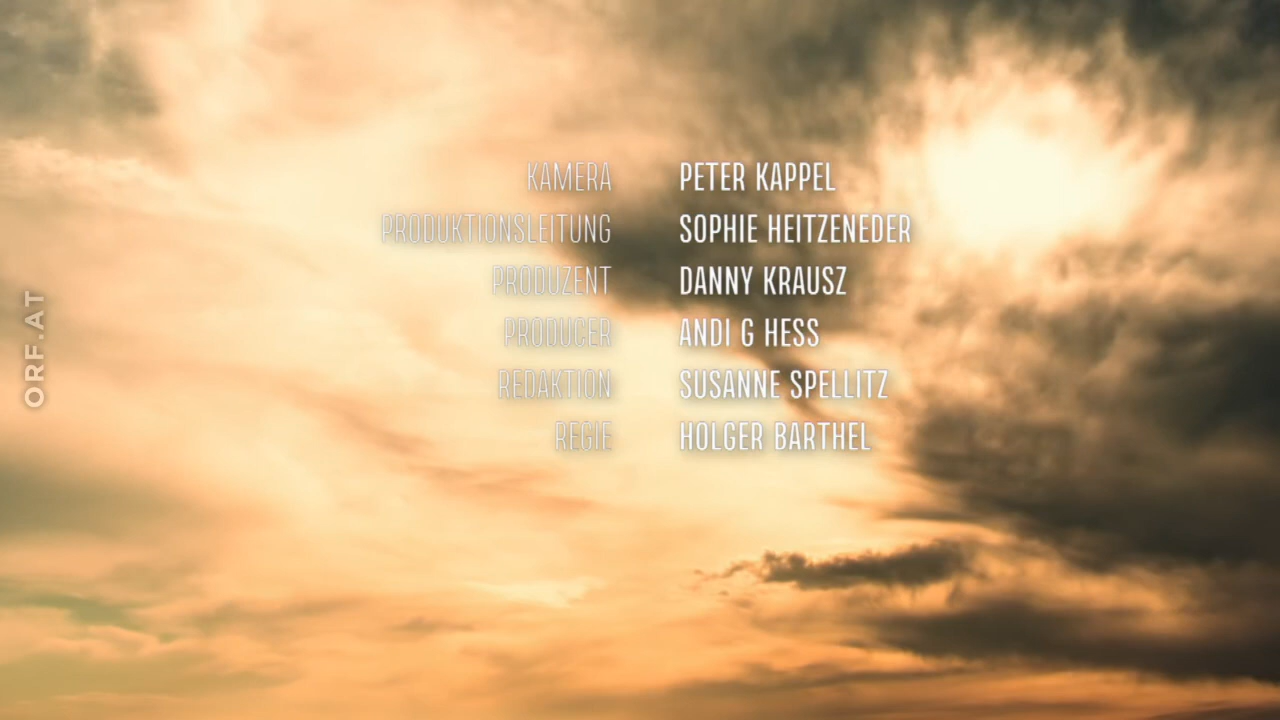 KAMERA PETER KAPPEL
PRODUKTIONSLEITUNG SOPHIE HEITZENEDER
PRODUZENT DANNY KRAUSZ
PRODUCER ANDI G HESS
REDAKTION SUSANNE SPELLITZ
REGIE HOLGER BARTHEL
ORF.AT